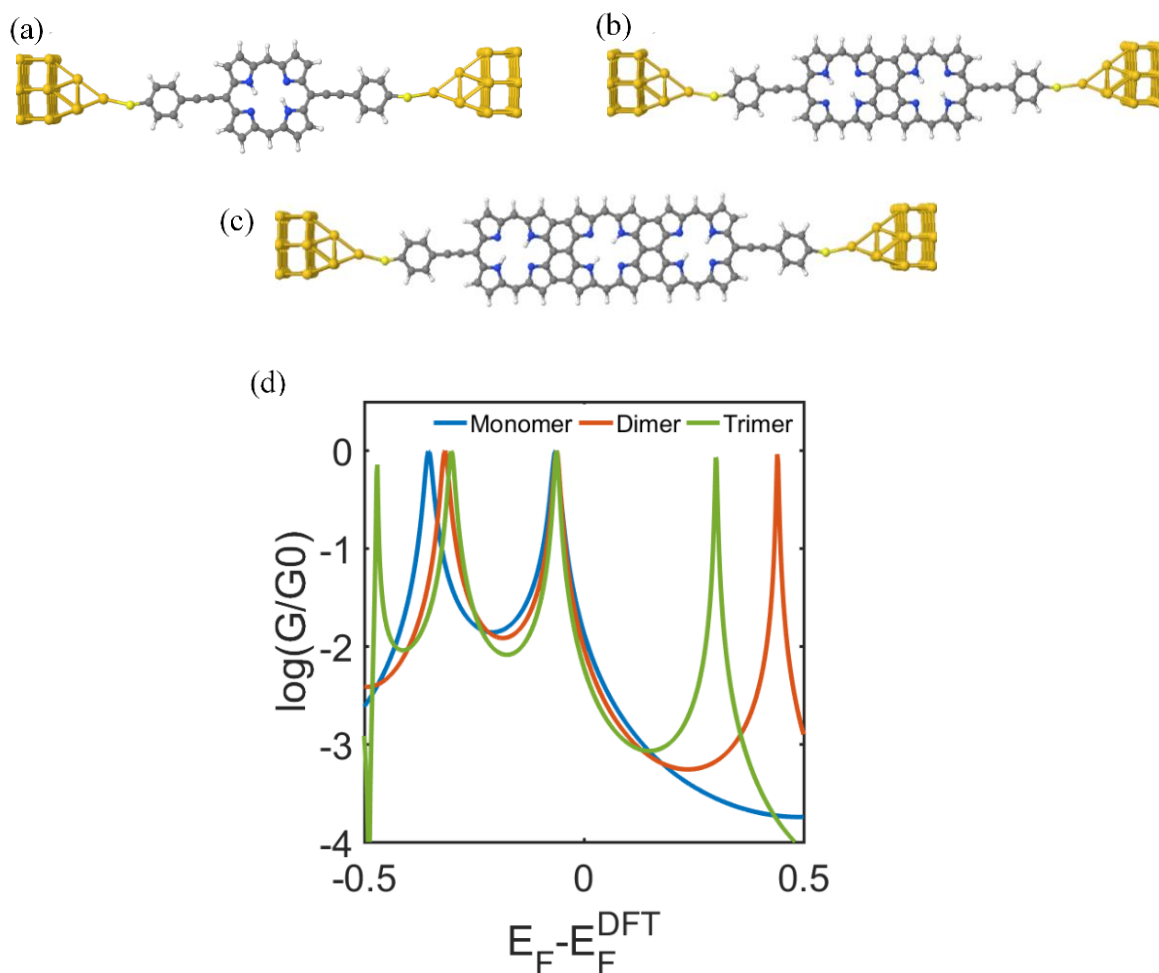 (a)
(b)
(c)
(d)
Monomer Dimer Trimer
log(G/G0)
0
-1
-2
-3
-4
-0.5 0 0.5
E_F-E_F^DFT